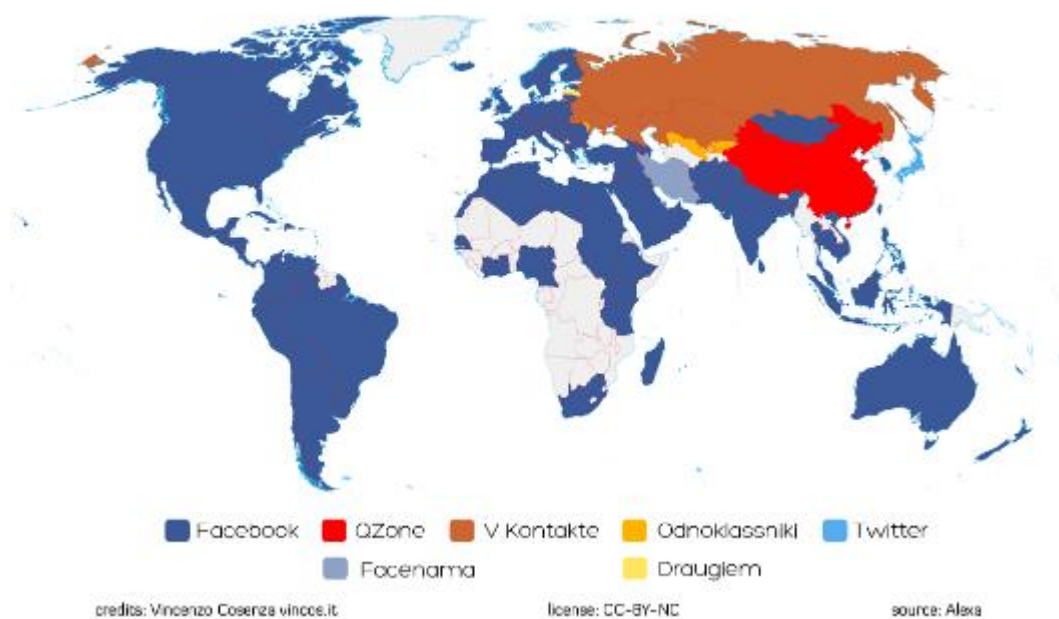 Facebook QZone V Kontakte Odnoklassniki Twitter
Facenama Draugiem
credits: Vincenzo Cosenza vincos.it license: CC-BY-NC source: Alexa